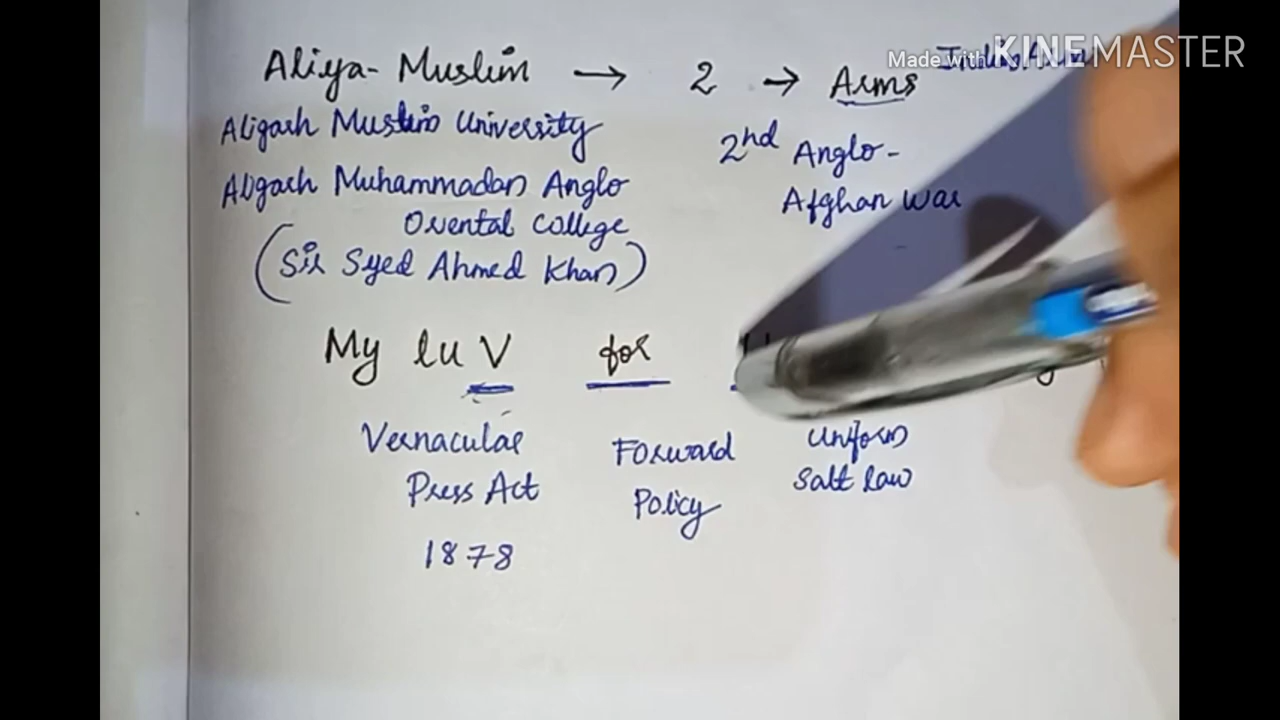 Made with KINEMASTER
Aliya- Muslim → 2 → Arms
Aligarh Muslim University
2nd Anglo-
Afghan War
Aligarh Muhammadan Anglo
Oriental College
(Sir Syed Ahmed Khan)
My luV for
Vernacular
Press Act
1878
Forward
Policy
Uniform
Salt law